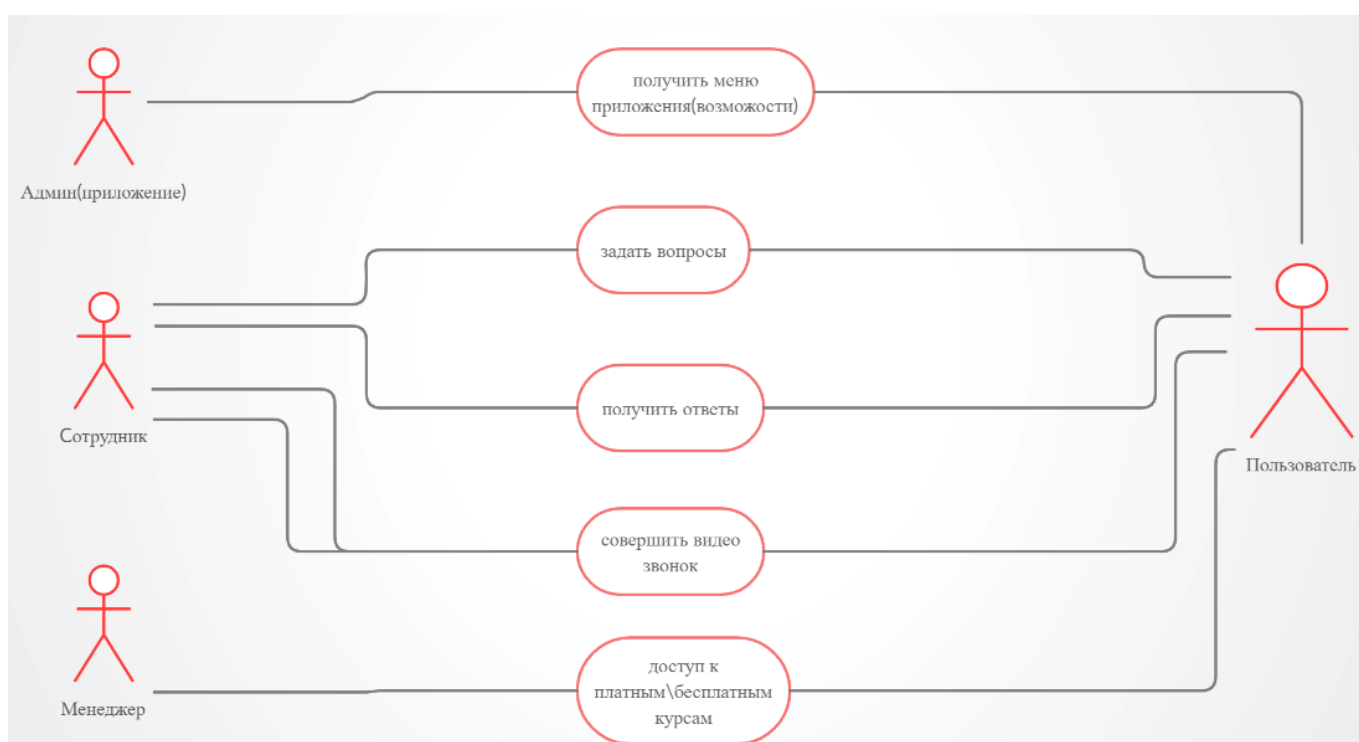 получить меню
приложения(возможости)
Админ(приложение)
задать вопросы
Сотрудник
получить ответы
Пользователь
совершить видео
звонок
Менеджер
доступ к
платным\бесплатным
курсам